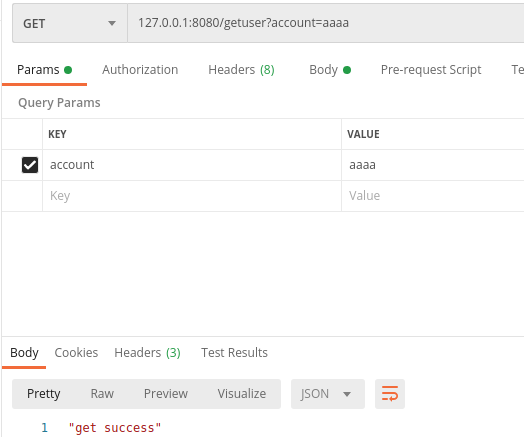 GET 127.0.0.1:8080/getuser?account=aaaa
Params Authorization Headers (8) Body Pre-request Script Te
Query Params
KEY VALUE
account aaaa
Key Value
Body Cookies Headers (3) Test Results
Pretty Raw Preview Visualize JSON
1 "get success"